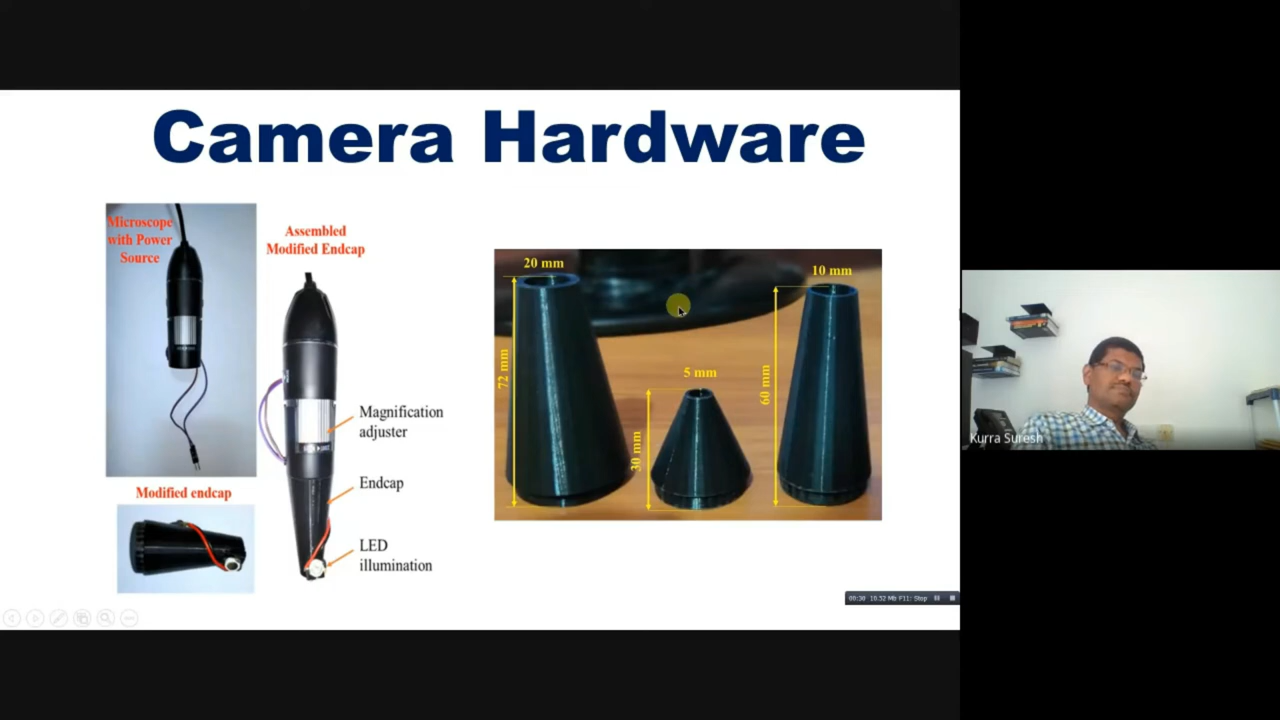 Camera Hardware
Microscope
with Power
Source
Assembled
Modified Endcap
Magnification
adjuster
Endcap
LED
illumination
Modified endcap
20 mm
72 mm
5 mm
30 mm
10 mm
60 mm
Kurra Suresh